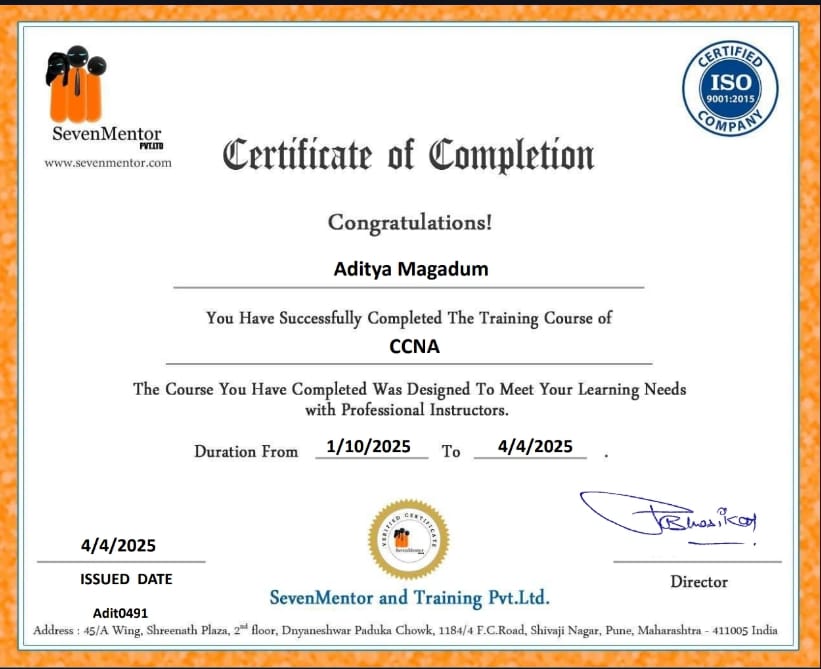 SevenMentor
PVT.LTD
www.sevenmentor.com
CERTIFIED
ISO
9001:2015
COMPANY
Certificate of Completion
Congratulations!
Aditya Magadum
You Have Successfully Completed The Training Course of
CCNA
The Course You Have Completed Was Designed To Meet Your Learning Needs
with Professional Instructors.
Duration From 1/10/2025 To 4/4/2025 .
4/4/2025
ISSUED DATE
Adit0491
VERIFIED CERTIFICATE
SevenMentor
Director
SevenMentor and Training Pvt.Ltd.
Address : 45/A Wing, Shreenath Plaza, 2nd floor, Dnyaneshwar Paduka Chowk, 1184/4 F.C.Road, Shivaji Nagar, Pune, Maharashtra - 411005 India